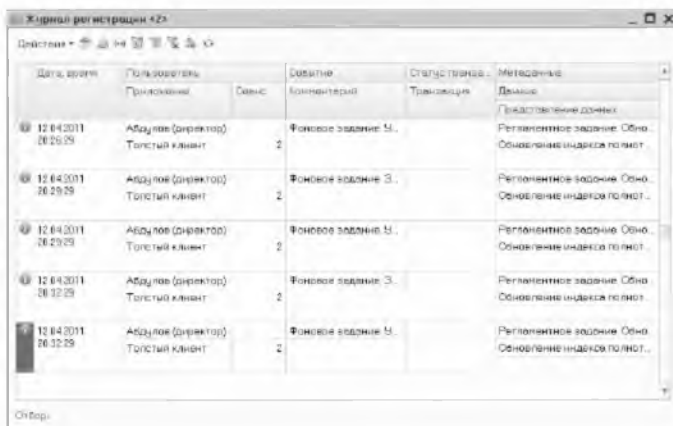 Журнал регистрации <2>
Действия
Дата, время Пользователь Событие Статус транза... Метаданные
Приложение Сеанс Комментарий Транзакция Данные
Представление данных
12.04.2011 Абдулов (директор) Фоновое задание. У... Регламентное задание. Обно...
20:26:29 Толстый клиент 2 Обновление индекса полнот...
12.04.2011 Абдулов (директор) Фоновое задание. З... Регламентное задание. Обно...
20:29:29 Толстый клиент 2 Обновление индекса полнот...
12.04.2011 Абдулов (директор) Фоновое задание. У... Регламентное задание. Обно...
20:29:29 Толстый клиент 2 Обновление индекса полнот...
12.04.2011 Абдулов (директор) Фоновое задание. З... Регламентное задание. Обно...
20:32:29 Толстый клиент 2 Обновление индекса полнот...
12.04.2011 Абдулов (директор) Фоновое задание. У... Регламентное задание. Обно...
20:32:29 Толстый клиент 2 Обновление индекса полнот...
Отбор: